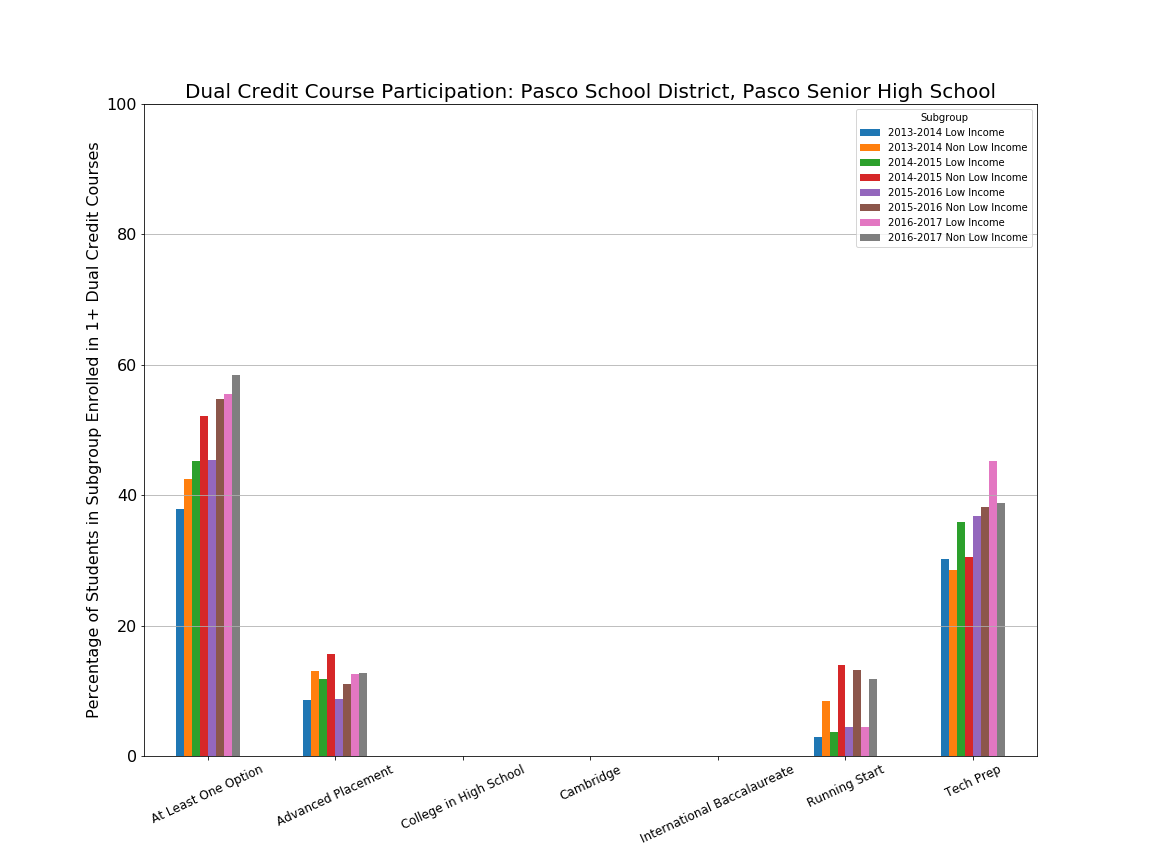 Dual Credit Course Participation: Pasco School District, Pasco Senior High School
Percentage of Students in Subgroup Enrolled in 1+ Dual Credit Courses
100
80
60
40
20
0
Subgroup
2013-2014 Low Income
2013-2014 Non Low Income
2014-2015 Low Income
2014-2015 Non Low Income
2015-2016 Low Income
2015-2016 Non Low Income
2016-2017 Low Income
2016-2017 Non Low Income
At Least One Option
Advanced Placement
College in High School
Cambridge
International Baccalaureate
Running Start
Tech Prep